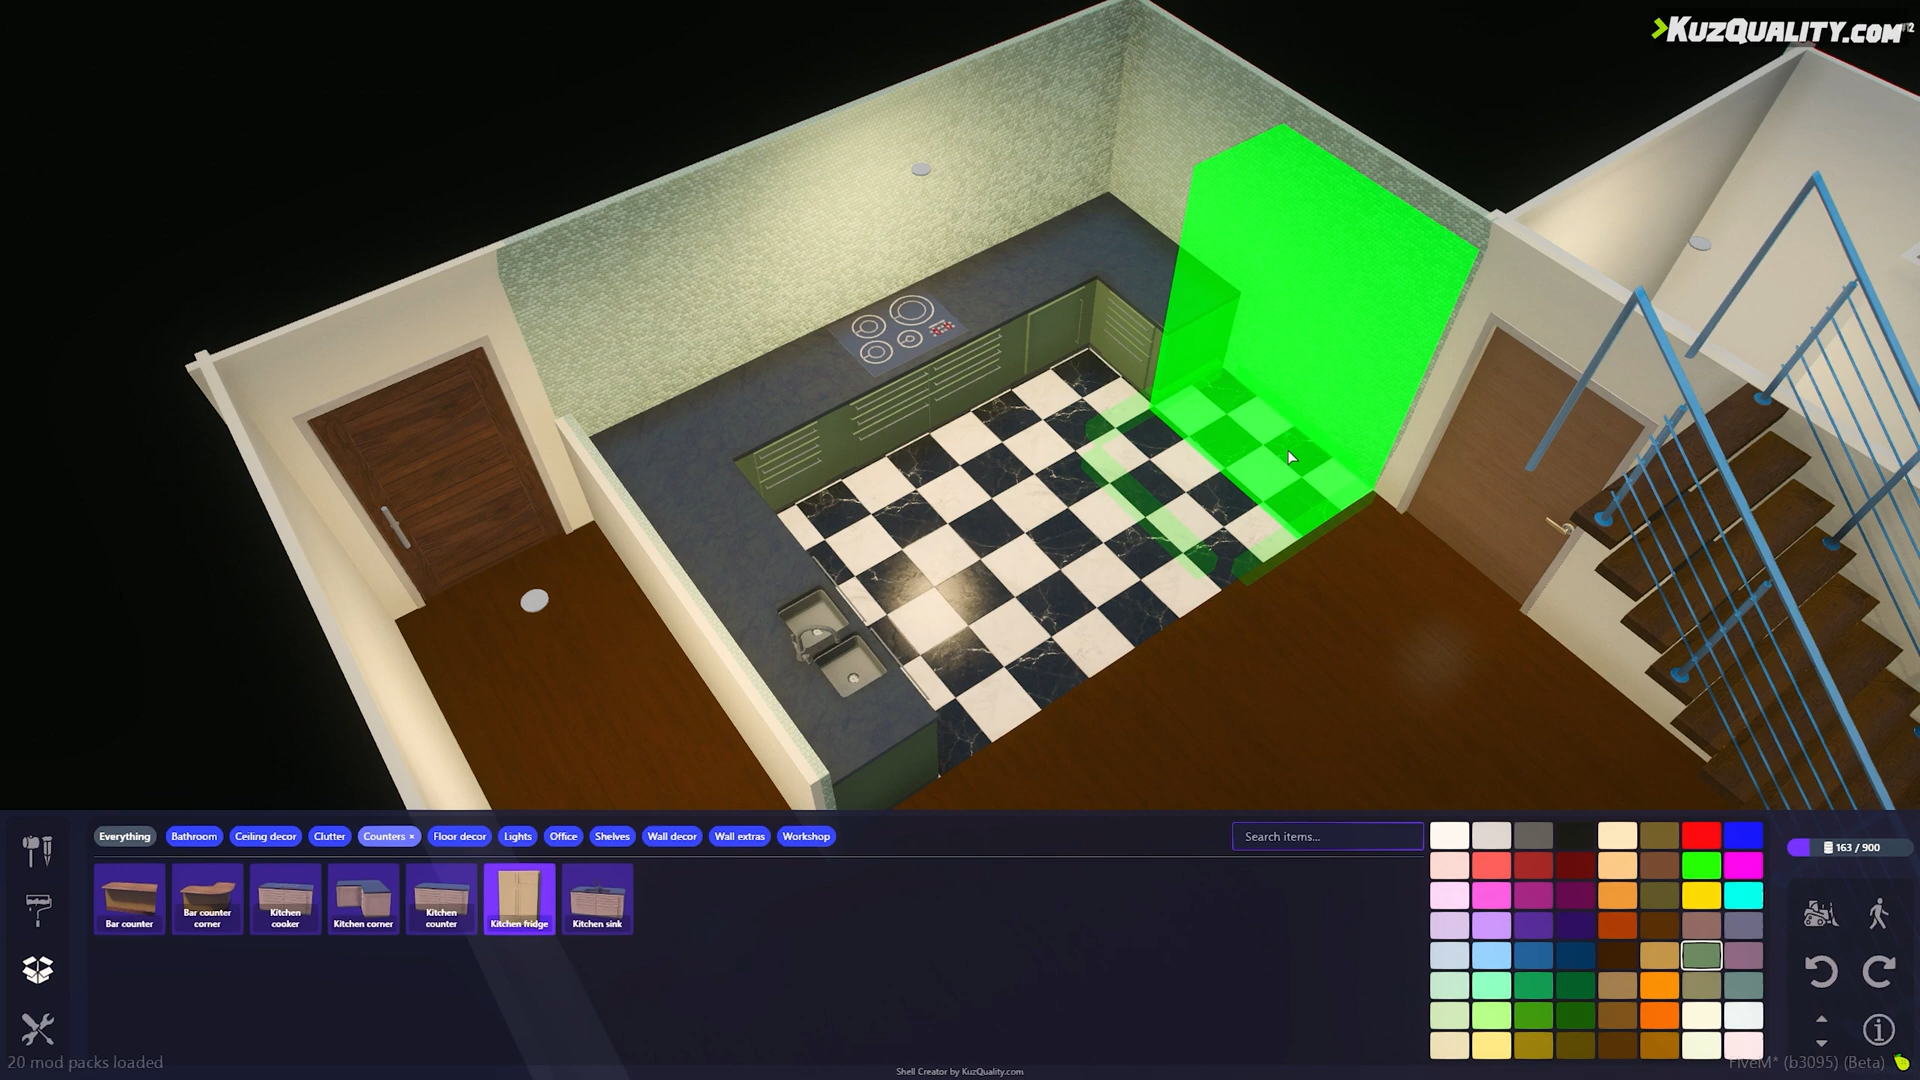 KUZQUALITY.COM
Everything
Bathroom
Ceiling decor
Clutter
Counters ×
Floor decor
Lights
Office
Shelves
Wall decor
Wall extras
Workshop
Search items...
163 / 900
Bar counter
Bar counter
corner
Kitchen
cooker
Kitchen corner
Kitchen
counter
Kitchen fridge
Kitchen sink
20 mod packs loaded
Shell Creator by KuzQuality.com
FiveM* (b3095) (Beta)